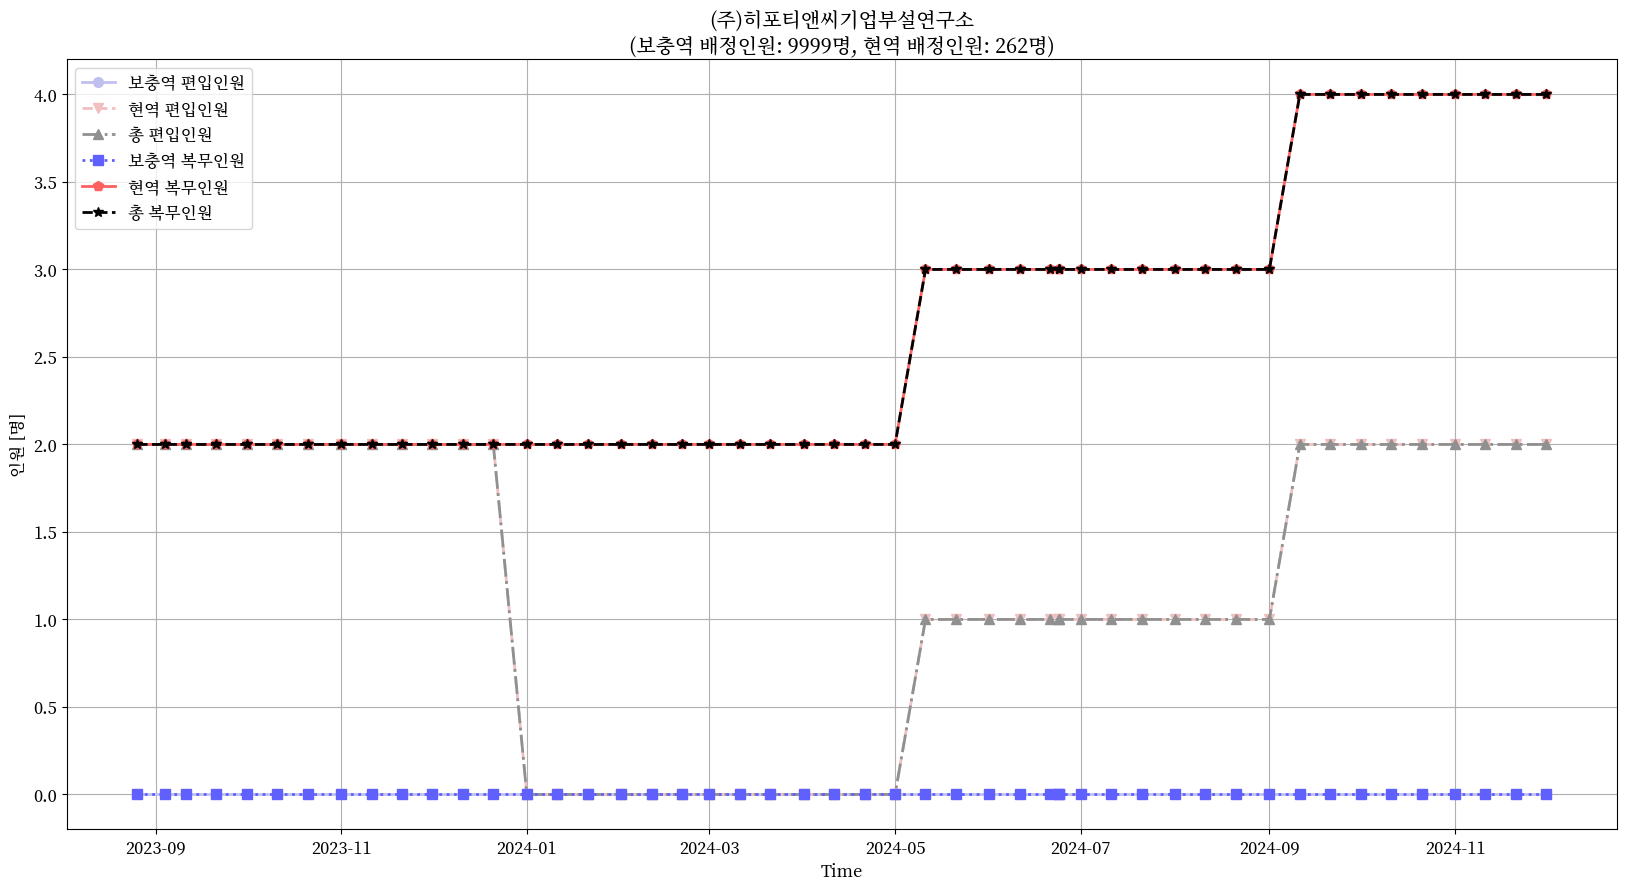 (주)히포티앤씨기업부설연구소
(보충역 배정인원: 9999명, 현역 배정인원: 262명)
보충역 편입인원
현역 편입인원
총 편입인원
보충역 복무인원
현역 복무인원
총 복무인원
인원 [명]
4.0
3.5
3.0
2.5
2.0
1.5
1.0
0.5
0.0
2023-09 2023-11 2024-01 2024-03 2024-05 2024-07 2024-09 2024-11
Time